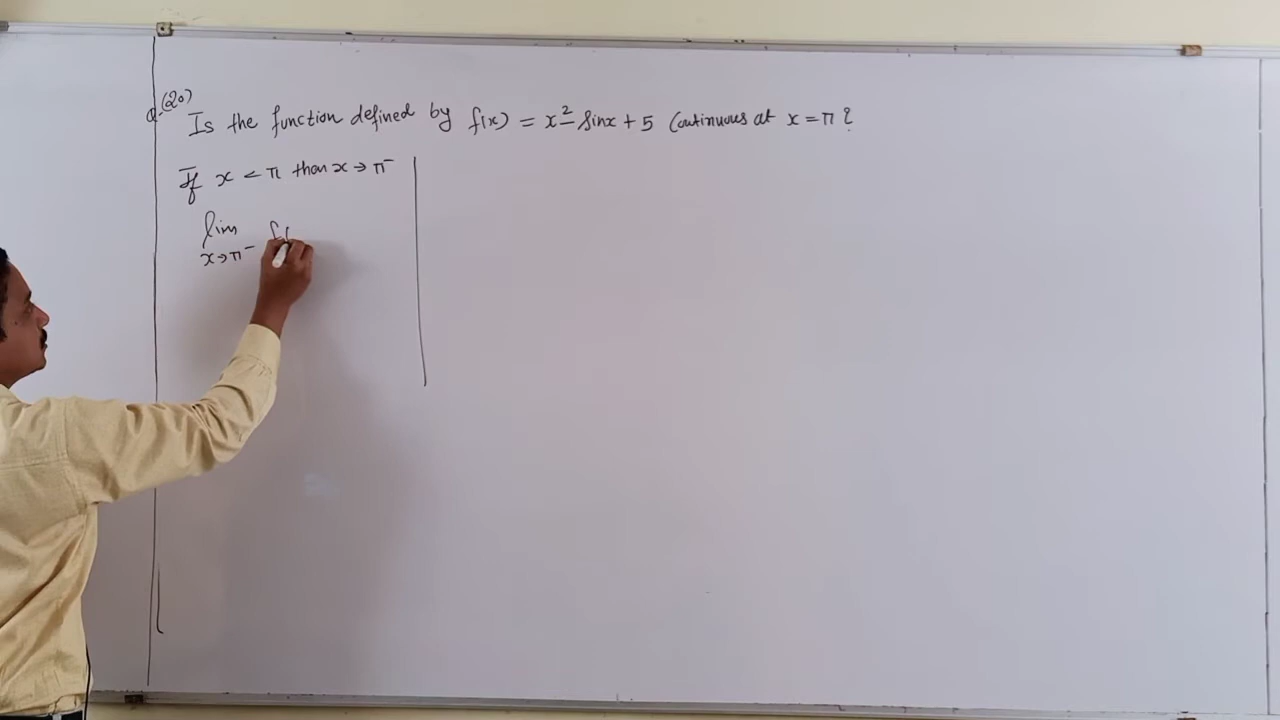 Q.(20)
Is the function defined by f(x) = x² - sinx + 5 Continuous at x = π?
If x < π then x → π⁻
lim f(
x→π⁻